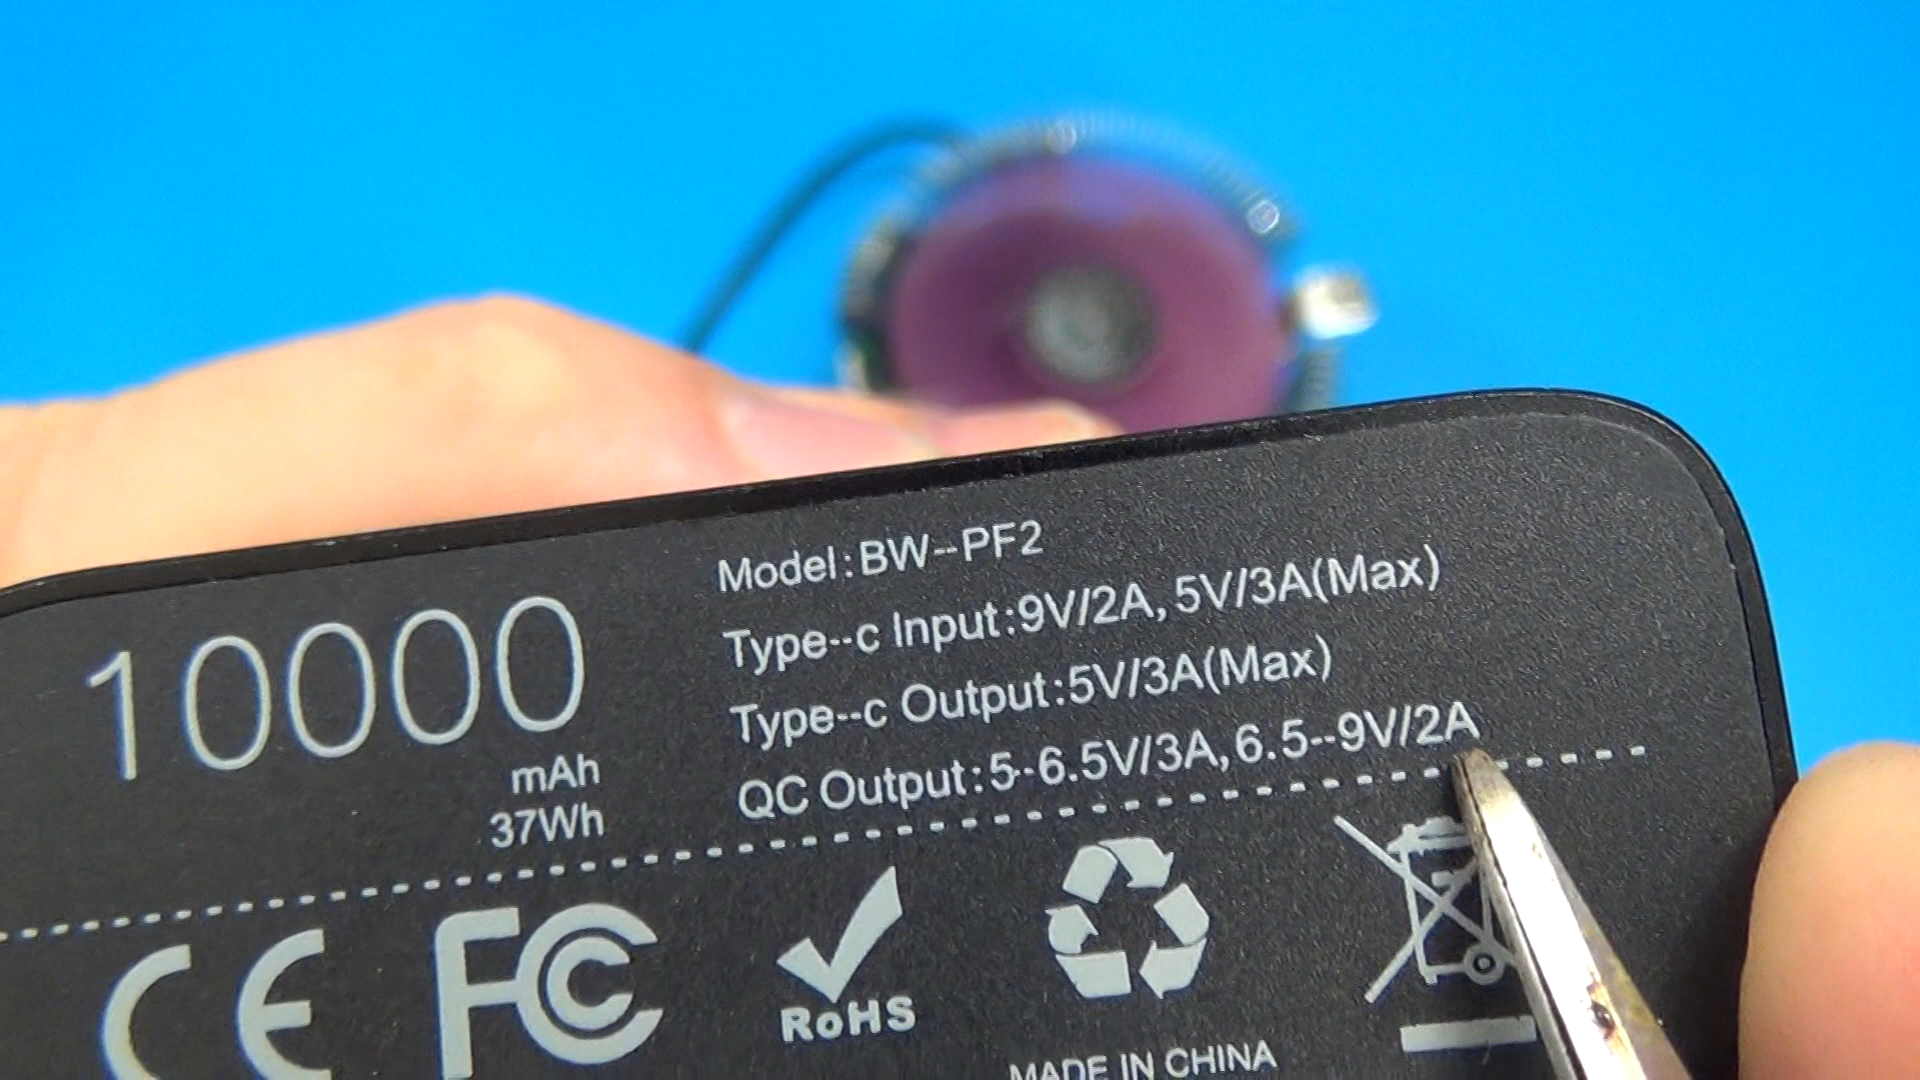 10000
mAh
37Wh
Model:BW--PF2
Type--c Input:9V/2A, 5V/3A(Max)
Type--c Output:5V/3A(Max)
QC Output:5--6.5V/3A, 6.5--9V/2A
CE FC RoHS
MADE IN CHINA